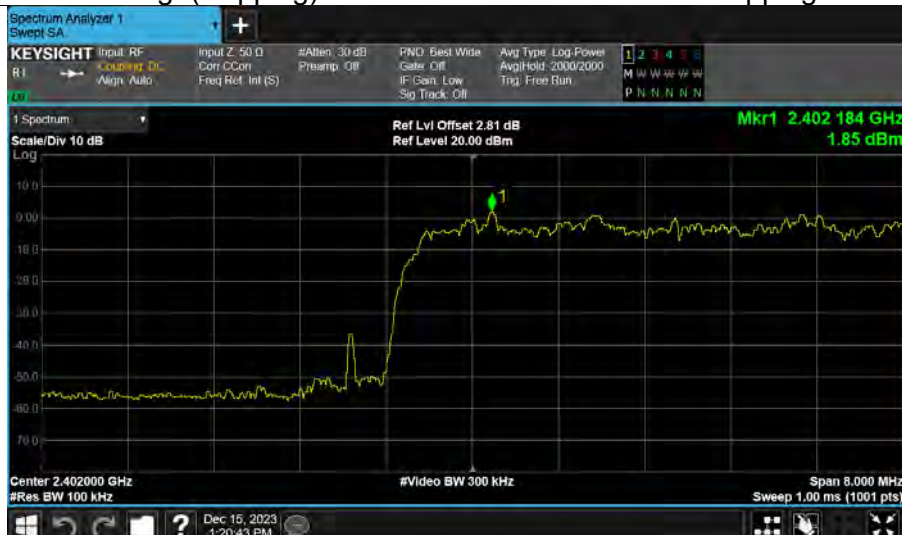 Spectrum Analyzer 1
Swept SA
KEYSIGHT Input: RF
Coupling: DC
Align: Auto
Input Z: 50 Ω
Corr CCorr
Freq Ref: Int (S)
#Atten: 30 dB
Preamp: Off
PNO: Best Wide
Gate: Off
IF Gain: Low
Sig Track: Off
Avg Type: Log-Power
Avg|Hold: 2000/2000
Trig: Free Run
1 2 3 4 5 6
M W W W W W
P N N N N N
1 Spectrum
Scale/Div 10 dB
Log
Ref Lvl Offset 2.81 dB
Ref Level 20.00 dBm
Mkr1 2.402 184 GHz
1.85 dBm
10.0
0.00
-10.0
-20.0
-30.0
-40.0
-50.0
-60.0
-70.0
1
Center 2.402000 GHz
#Res BW 100 kHz
#Video BW 300 kHz
Span 8.000 MHz
Sweep 1.00 ms (1001 pts)
?
Dec 15, 2023
1:20:43 PM